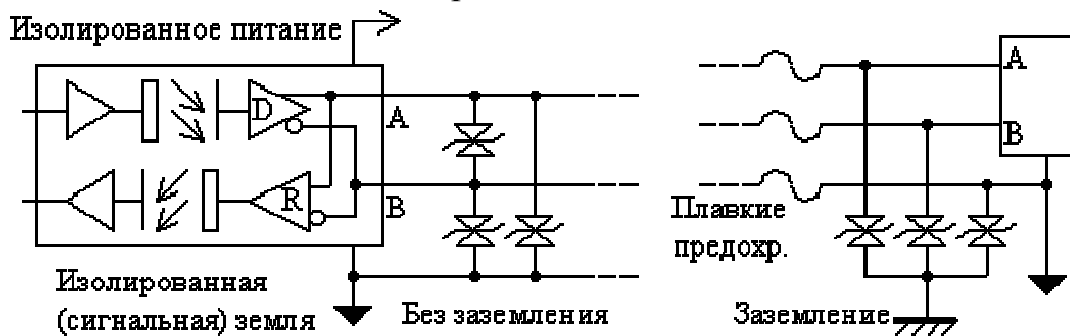 Изолированное питание
D
A
R
B
Изолированная
(сигнальная) земля
Без заземления
A
B
Плавкие
предохр.
Заземление